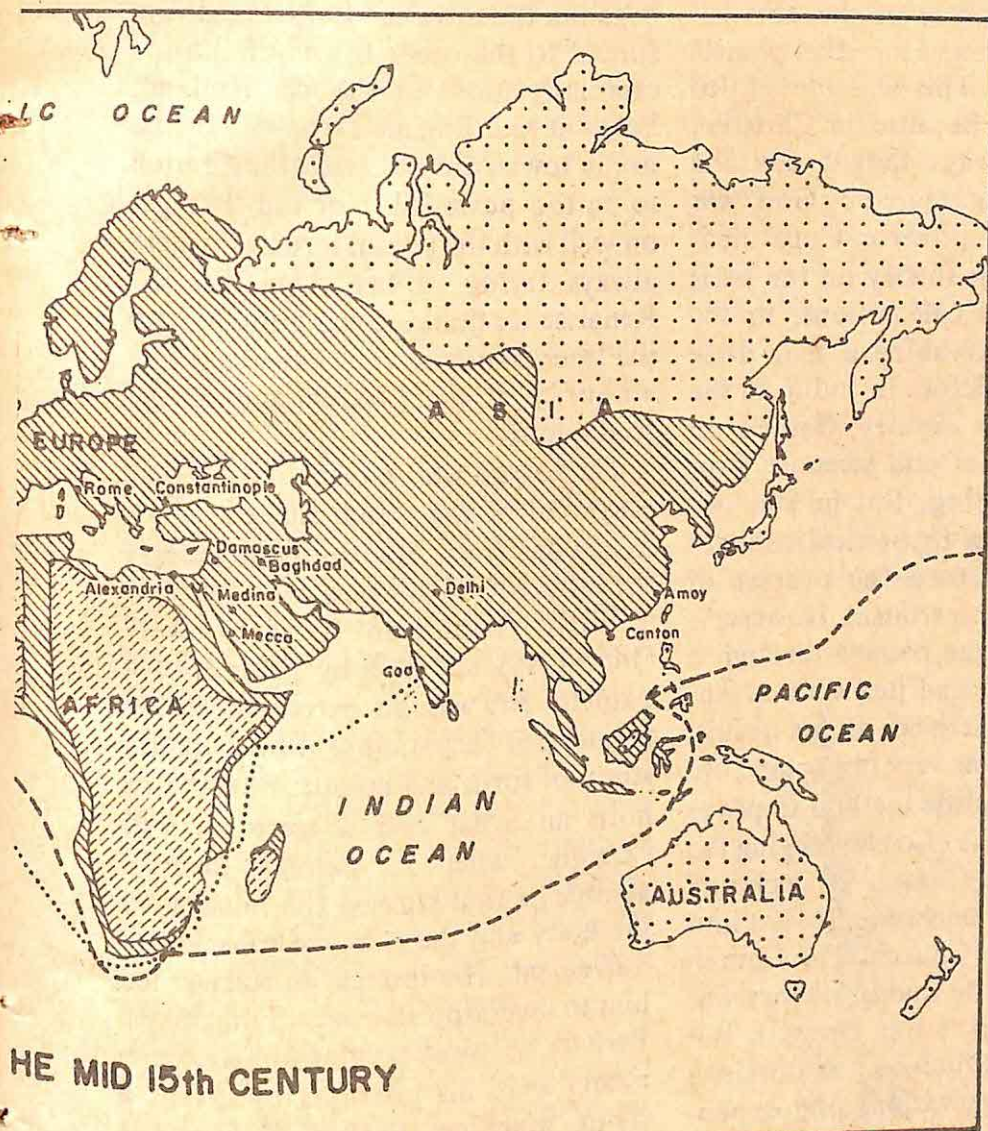 IC OCEAN
ASIA
EUROPE
Rome
Constantinople
Damascus
Baghdad
Alexandria
Medina
Delhi
Amoy
Mecca
Canton
Goa
AFRICA
PACIFIC
OCEAN
INDIAN
OCEAN
AUSTRALIA
HE MID 15th CENTURY